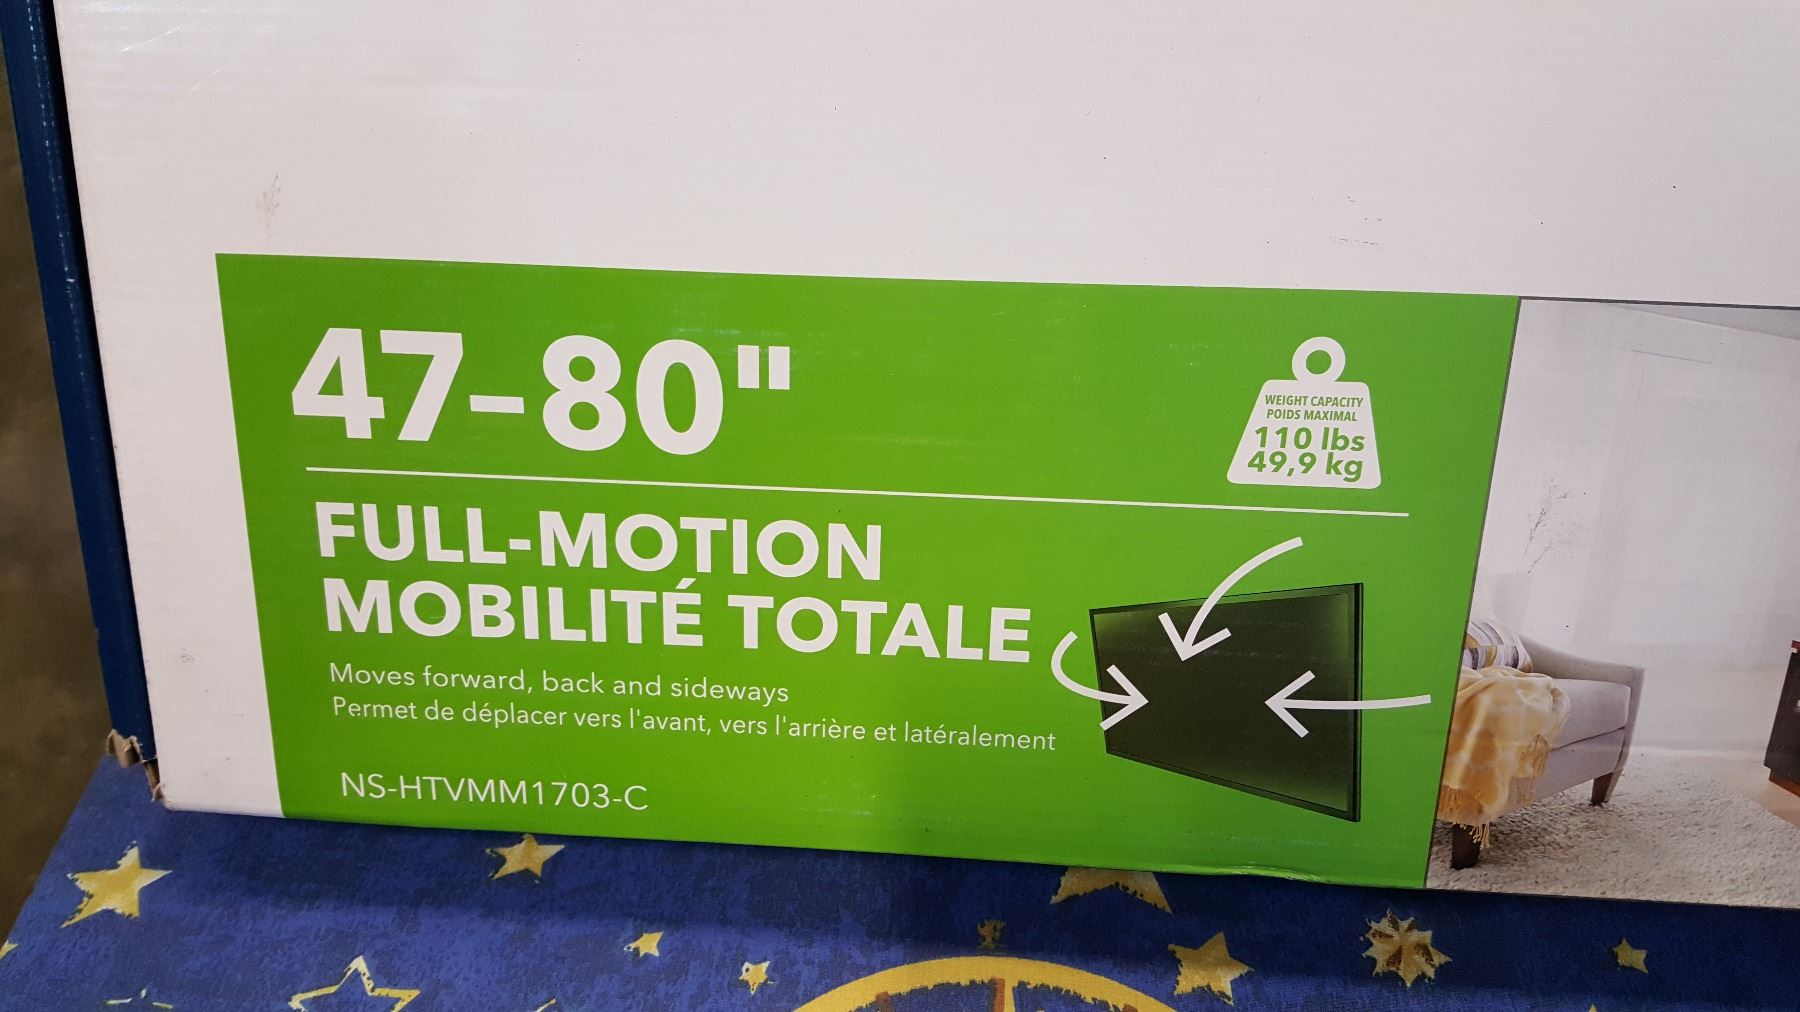 47-80"
WEIGHT CAPACITY
POIDS MAXIMAL
110 lbs
49,9 kg
FULL-MOTION
MOBILITÉ TOTALE
Moves forward, back and sideways
Permet de déplacer vers l'avant, vers l'arrière et latéralement
NS-HTVMM1703-C